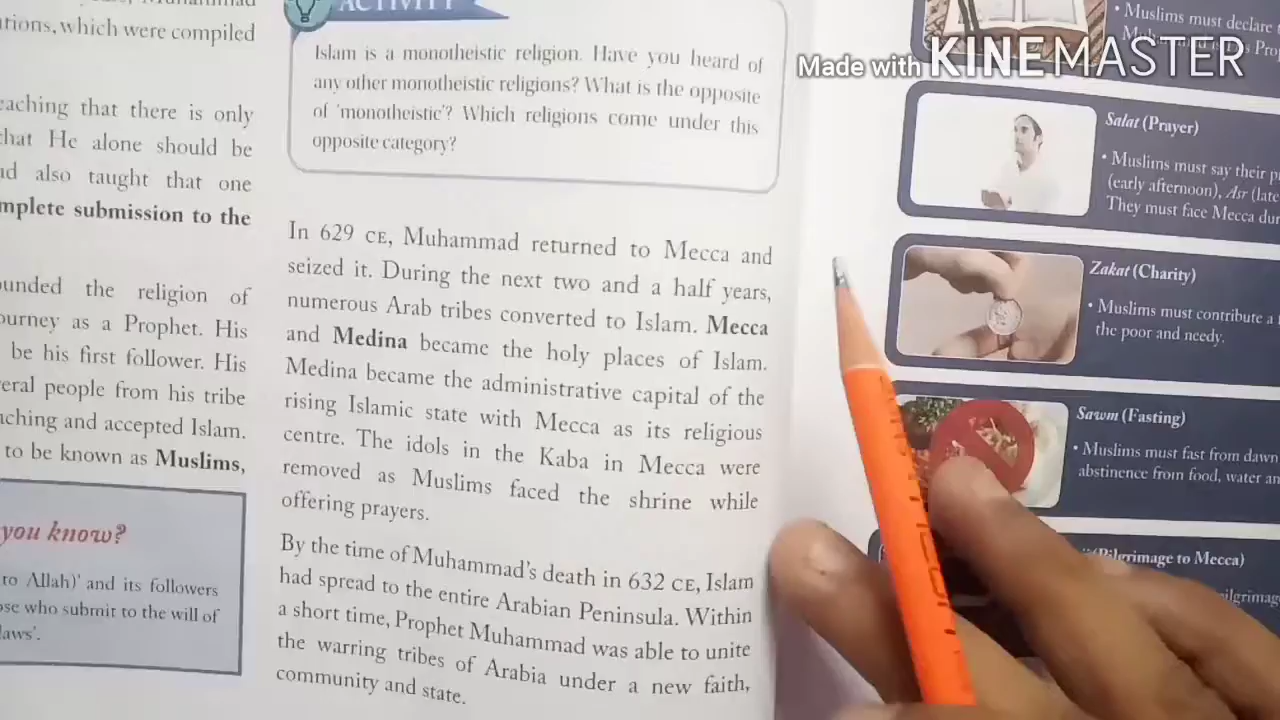 ations, which were compiled
eaching that there is only
that He alone should be
ad also taught that one
mplete submission to the
ounded the religion of
ourney as a Prophet. His
be his first follower. His
veral people from his tribe
aching and accepted Islam.
to be known as Muslims,
you know?
to Allah)' and its followers
ose who submit to the will of
laws'.
ACTIVITY
Islam is a monotheistic religion. Have you heard of
any other monotheistic religions? What is the opposite
of 'monotheistic'? Which religions come under this
opposite category?
In 629 CE, Muhammad returned to Mecca and
seized it. During the next two and a half years,
numerous Arab tribes converted to Islam. Mecca
and Medina became the holy places of Islam.
Medina became the administrative capital of the
rising Islamic state with Mecca as its religious
centre. The idols in the Kaba in Mecca were
removed as Muslims faced the shrine while
offering prayers.
By the time of Muhammad's death in 632 CE, Islam
had spread to the entire Arabian Peninsula. Within
a short time, Prophet Muhammad was able to unite
the warring tribes of Arabia under a new faith,
community and state.
• Muslims must declare
Made with KINEMASTER
Salat (Prayer)
• Muslims must say their
(early afternoon), Asr (late
They must face Mecca
Zakat (Charity)
• Muslims must contribute a
the poor and needy.
Sawm (Fasting)
• Muslims must fast from dawn
abstinence from food, water
(Pilgrimage to Mecca)